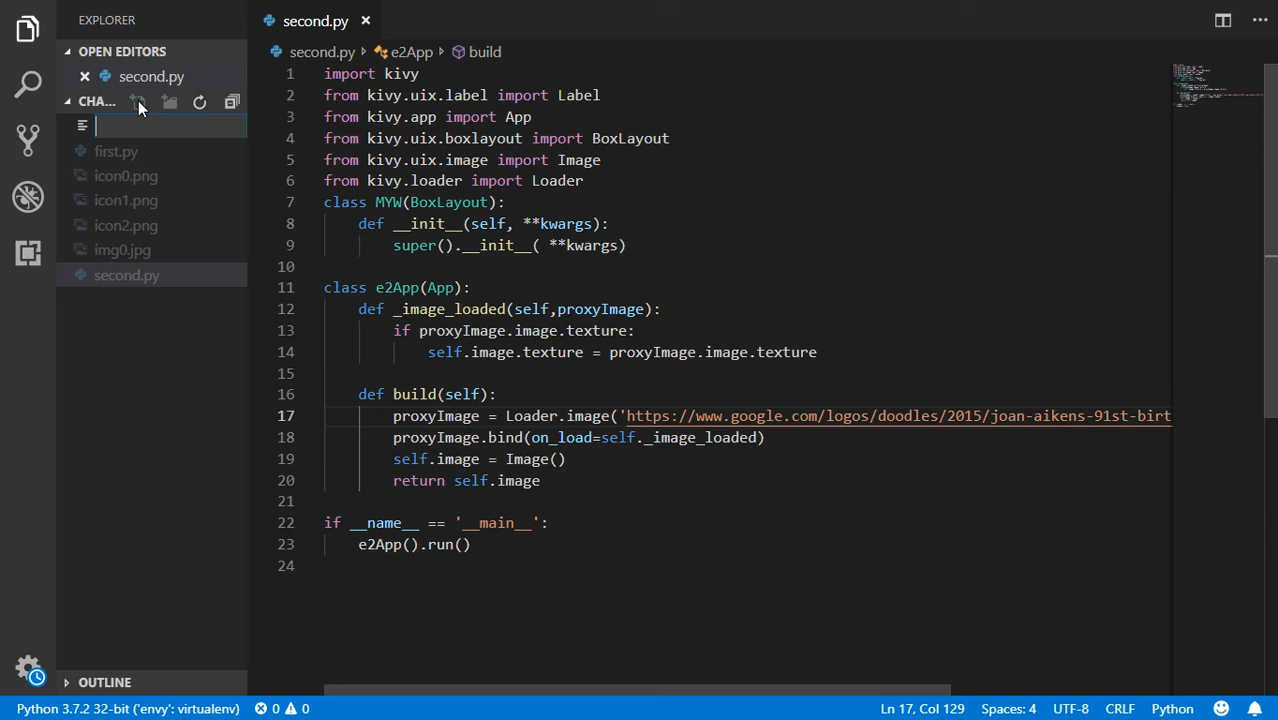 EXPLORER
second.py
OPEN EDITORS
second.py
second.py e2App build
CHA...
first.py
icon0.png
icon1.png
icon2.png
img0.jpg
second.py
1 import kivy
2 from kivy.uix.label import Label
3 from kivy.app import App
4 from kivy.uix.boxlayout import BoxLayout
5 from kivy.uix.image import Image
6 from kivy.loader import Loader
7 class MYW(BoxLayout):
8 def __init__(self, **kwargs):
9 super().__init__( **kwargs)
10
11 class e2App(App):
12 def _image_loaded(self,proxyImage):
13 if proxyImage.image.texture:
14 self.image.texture = proxyImage.image.texture
15
16 def build(self):
17 proxyImage = Loader.image('https://www.google.com/logos/doodles/2015/joan-aikens-91st-birt
18 proxyImage.bind(on_load=self._image_loaded)
19 self.image = Image()
20 return self.image
21
22 if __name__ == '__main__':
23 e2App().run()
24
OUTLINE
Python 3.7.2 32-bit ('envy': virtualenv) 0 0 Ln 17, Col 129 Spaces: 4 UTF-8 CRLF Python